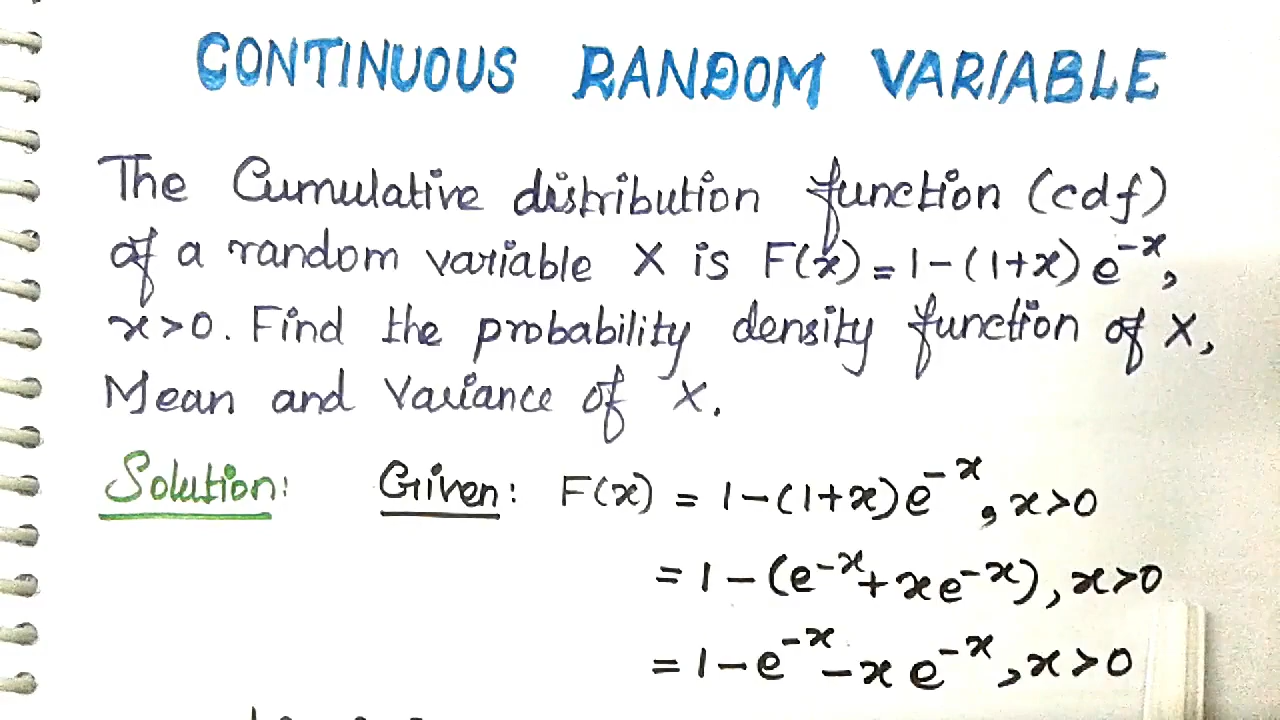 CONTINUOUS RANDOM VARIABLE
The Cumulative distribution function (cdf)
of a random variable X is F(x) = 1-(1+x) e^-x,
x>0. Find the probability density function of X,
Mean and Variance of X.
Solution: Given: F(x) = 1-(1+x)e^-x, x>0
= 1-(e^-x + xe^-x), x>0
= 1-e^-x - x e^-x, x>0